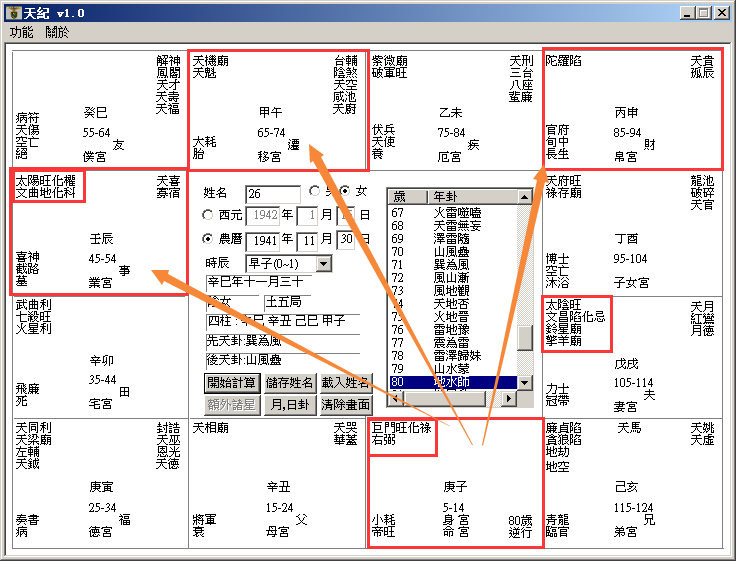 天紀 v1.0
功能 關於
解神
鳳閣
天才
天壽
天福
病符
天傷
空亡
絕
癸巳
55-64
友
僕宮
天機廟
天魁
台輔
陰煞
天空
咸池
天廚
大耗
胎
甲午
65-74
遷
移宮
紫微廟
破軍旺
天刑
三台
八座
蜚廉
伏兵
天使
養
乙未
75-84
疾
厄宮
陀羅陷
天貴
孤辰
官府
旬中
長生
丙申
85-94
財
帛宮
太陽旺化權
文曲地化科
天喜
寡宿
喜神
截路
墓
壬辰
45-54
事
業宮
姓名 26 男 女
西元 1942 年 1 月 日
農曆 1941 年 11 月 30 日
時辰 早子(0~1)
辛巳年十一月三十
陰女 土五局
四柱 : 辛巳 辛丑 己巳 甲子
先天卦:巽為風
後天卦:山風蠱
開始計算 儲存姓名 載入姓名
額外諸星 月,日卦 清除畫面
歲 年卦
67 火雷噬嗑
68 天雷無妄
69 澤雷隨
70 山風蠱
71 巽為風
72 風山漸
73 風地觀
74 天地否
75 火地晉
76 雷地豫
77 震為雷
78 雷澤歸妹
79 山水蒙
80 地水師
天府旺
祿存廟
龍池
破碎
天官
博士
空亡
沐浴
丁酉
95-104
子女宮
武曲利
七殺旺
火星利
飛廉
死
辛卯
35-44
田
宅宮
太陰旺
文昌陷化忌
鈴星廟
擎羊廟
天月
紅鸞
月德
力士
冠帶
戊戌
105-114
夫
妻宮
天同利
天梁廟
左輔
天鉞
封誥
天巫
恩光
天德
奏書
病
庚寅
25-34
福
德宮
天相廟
天哭
華蓋
將軍
衰
辛丑
15-24
父
母宮
巨門旺化祿
右弼
小耗
帝旺
庚子
5-14
身宮
命宮
80歲
逆行
廉貞陷
貪狼陷
地劫
地空
天馬
天姚
天虛
青龍
臨官
己亥
115-124
兄
弟宮